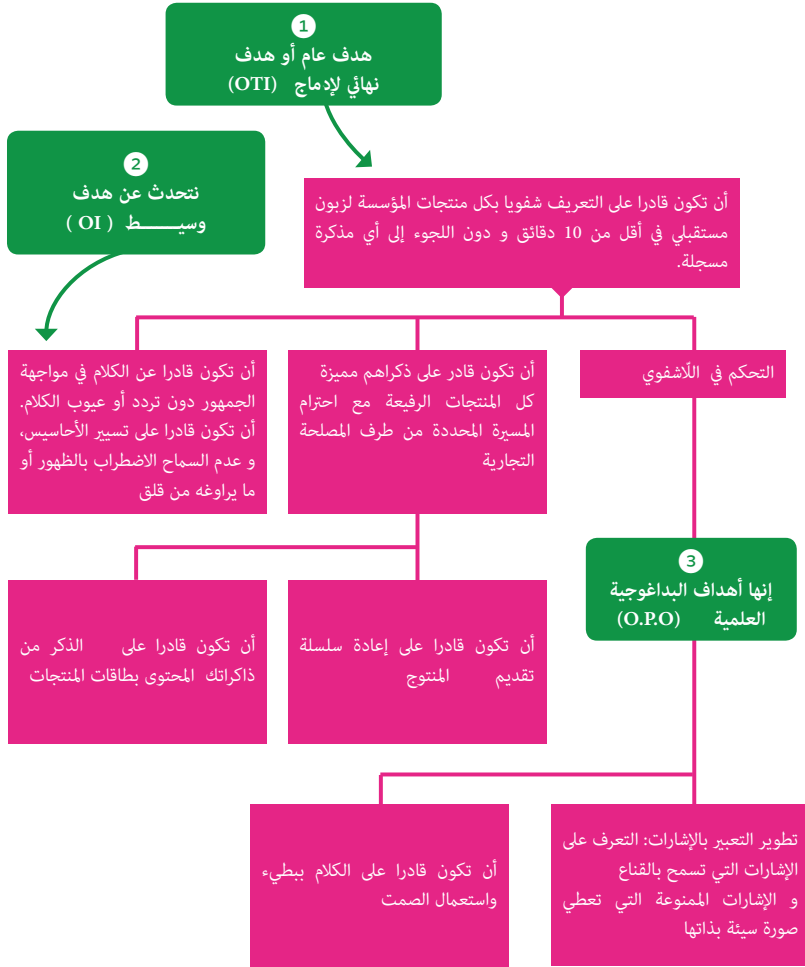 1
هدف عام أو هدف
نهائي لإدماج (OTI)
2
نتحدث عن هدف
وسيـــــــط ( OI )
أن تكون قادرا على التعريف شفويا بكل منتجات المؤسسة لزبون
مستقبلي في أقل من 10 دقائق و دون اللجوء إلى أي مذكرة
مسجلة.
التحكم في اللّاشفوي
أن تكون قادر على ذكراهم مميزة
كل المنتجات الرفيعة مع احترام
المسيرة المحددة من طرف المصلحة
التجارية
أن تكون قادرا عن الكلام في مواجهة
الجمهور دون تردد أو عيوب الكلام.
أن تكون قادرا على تسيير الأحاسيس،
و عدم السماح الاضطراب بالظهور أو
ما يراوغه من قلق
3
إنها أهداف البداغوجية
العلمية (O.P.O)
أن تكون قادرا على إعادة سلسلة
تقديم المنتوج
أن تكون قادرا على الذكر من
ذاكراتك المحتوى بطاقات المنتجات
تطوير التعبير بالإشارات: التعرف على
الإشارات التي تسمح بالقناع
و الإشارات الممنوعة التي تعطي
صورة سيئة بذاتها
أن تكون قادرا على الكلام ببطيء
واستعمال الصمت